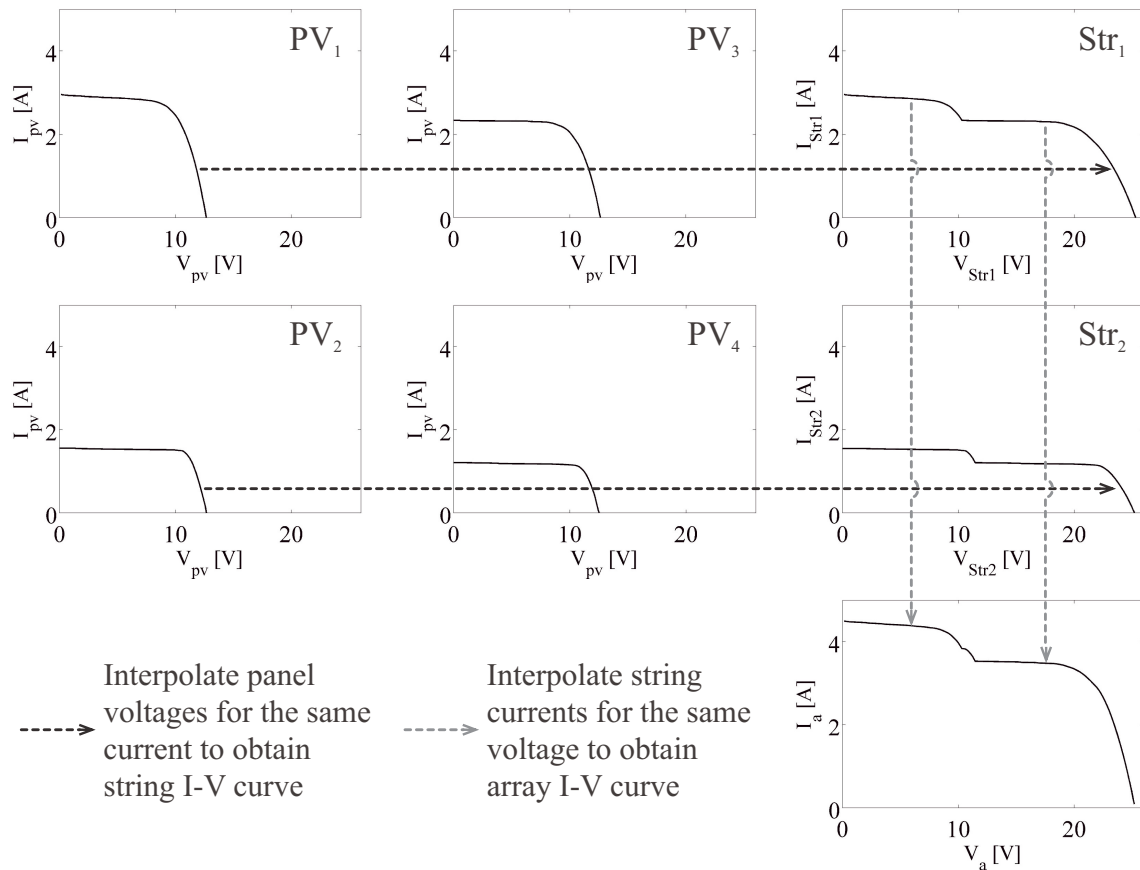 PV1
4
2
0
I_pv [A]
0 10 20
V_pv [V]
PV3
4
2
0
I_pv [A]
0 10 20
V_pv [V]
Str1
4
2
0
I_Str1 [A]
0 10 20
V_Str1 [V]
PV2
4
2
0
I_pv [A]
0 10 20
V_pv [V]
PV4
4
2
0
I_pv [A]
0 10 20
V_pv [V]
Str2
4
2
0
I_Str2 [A]
0 10 20
V_Str2 [V]
Interpolate panel
voltages for the same
current to obtain
string I-V curve
Interpolate string
currents for the same
voltage to obtain
array I-V curve
4
2
0
I_a [A]
0 10 20
V_a [V]